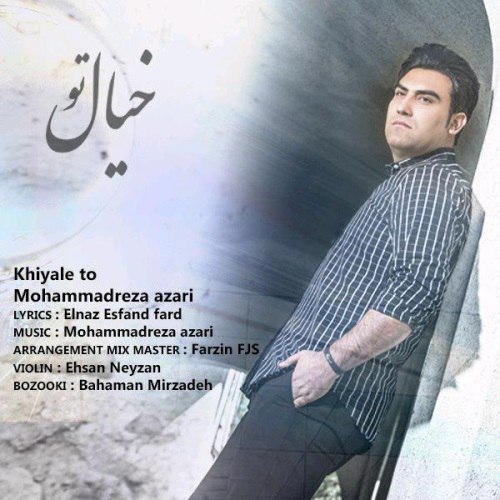 خیال تو
Khiyale to
Mohammadreza azari
LYRICS : Elnaz Esfand fard
MUSIC : Mohammadreza azari
ARRANGEMENT MIX MASTER : Farzin FJS
VIOLIN : Ehsan Neyzan
BOZOOKI : Bahaman Mirzadeh